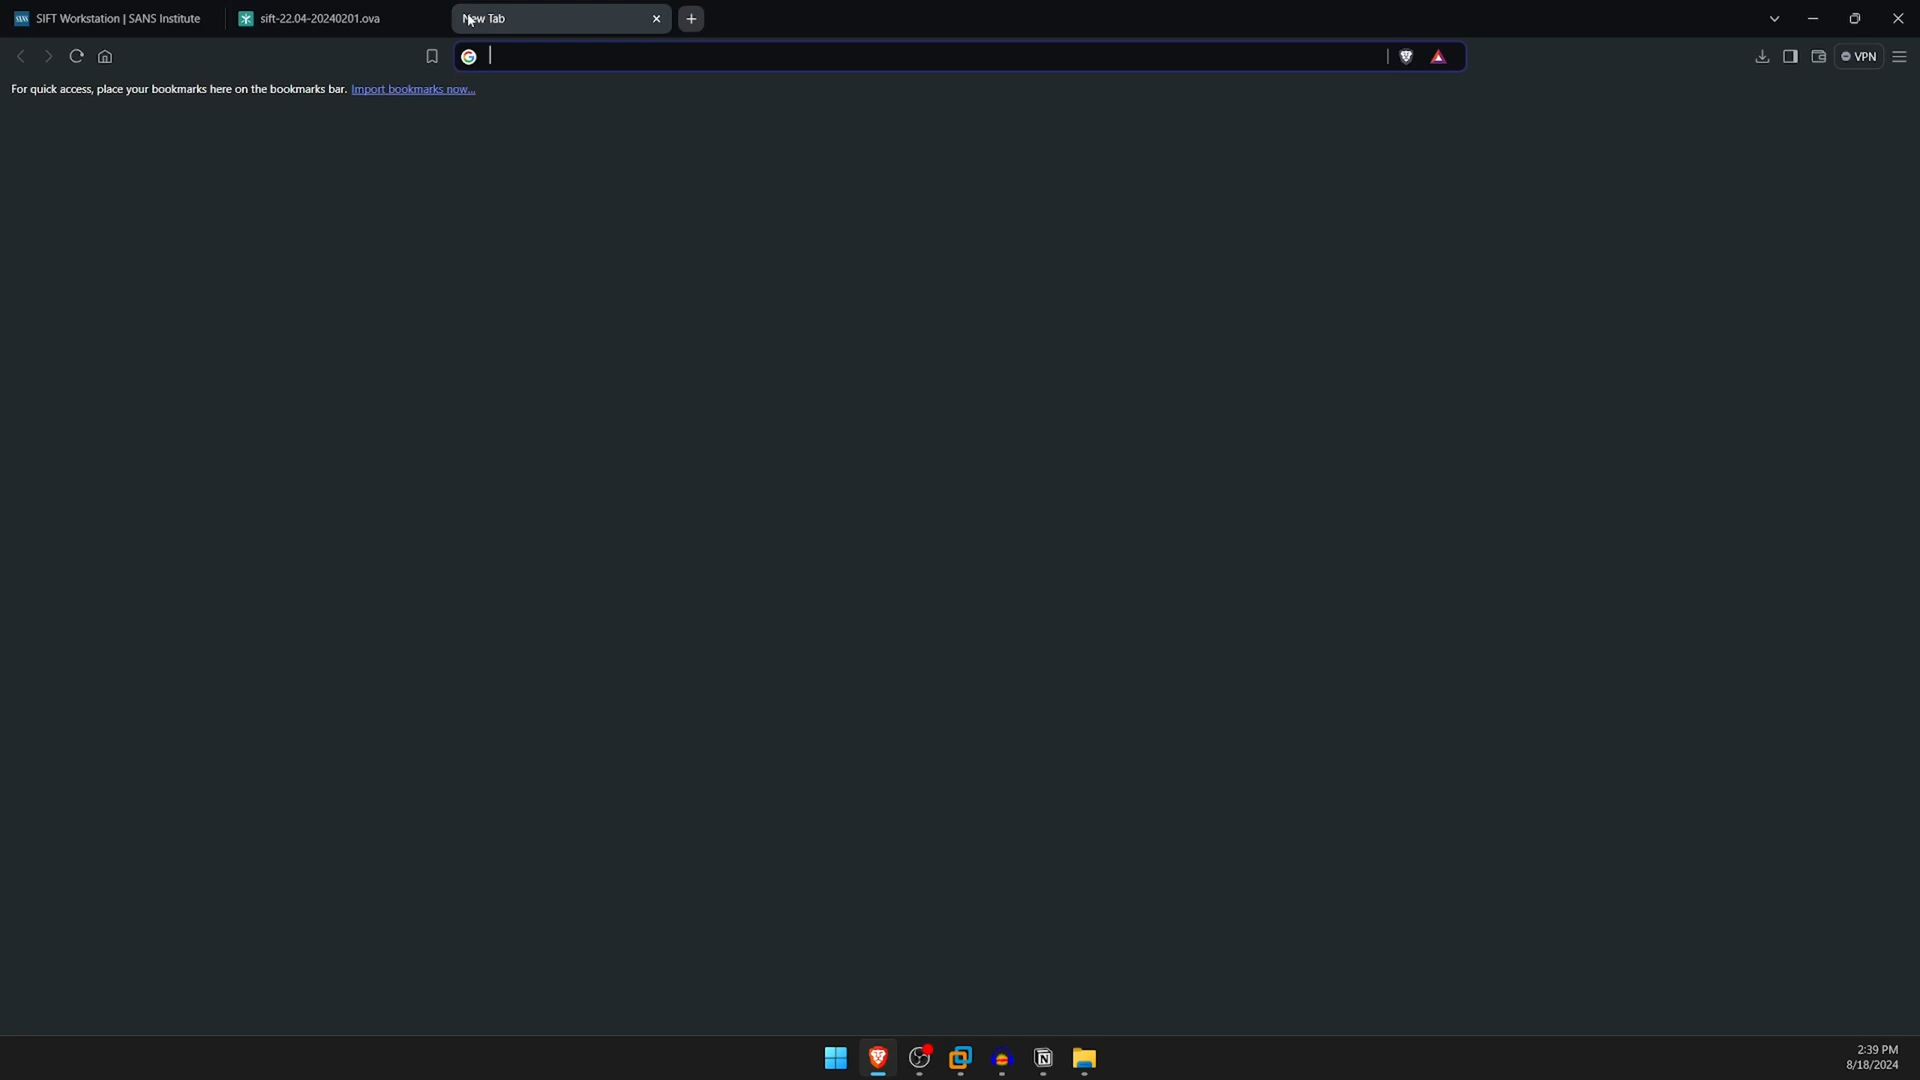 SIFT Workstation | SANS Institute
sift-22.04-20240201.ova
New Tab
VPN
For quick access, place your bookmarks here on the bookmarks bar. Import bookmarks now...
2:39 PM
8/18/2024